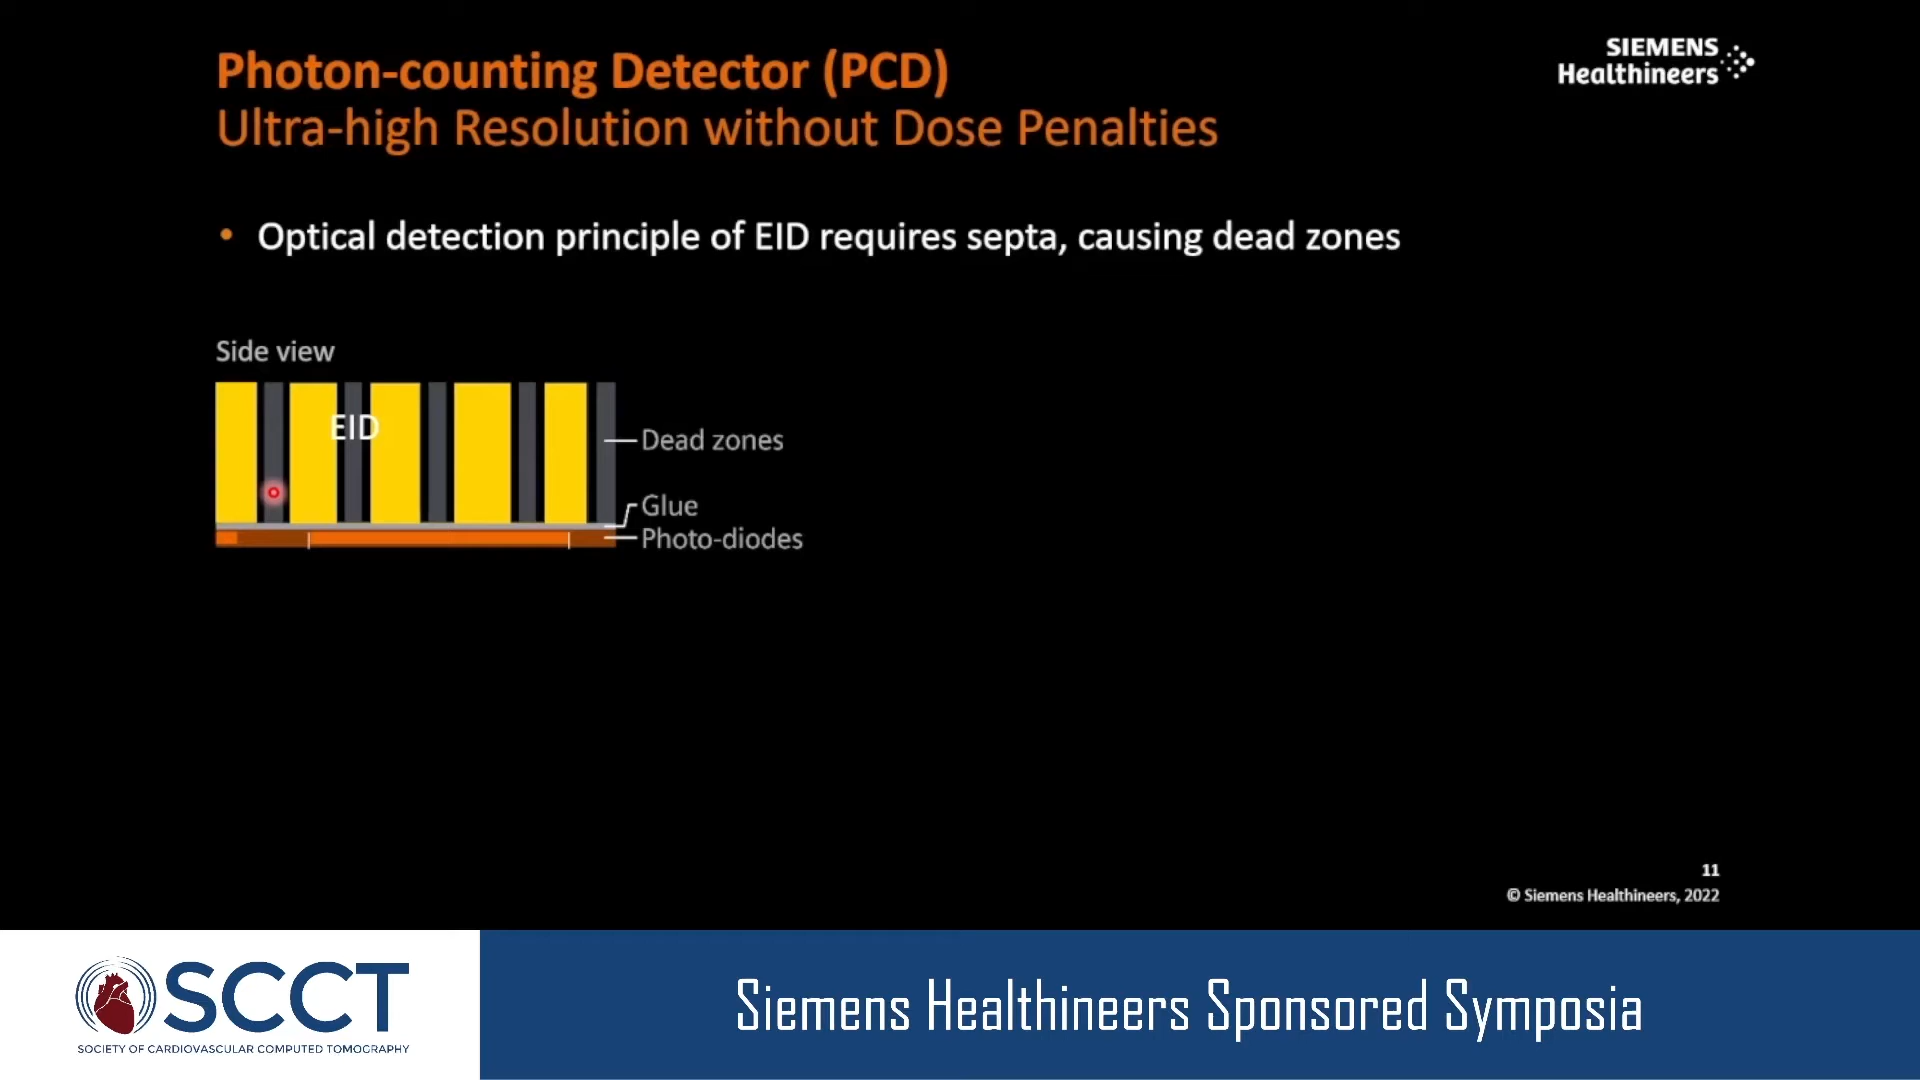 Photon-counting Detector (PCD)
Ultra-high Resolution without Dose Penalties
SIEMENS
Healthineers
• Optical detection principle of EID requires septa, causing dead zones
Side view
EID
Dead zones
Glue
Photo-diodes
11
© Siemens Healthineers, 2022
SCCT
SOCIETY OF CARDIOVASCULAR COMPUTED TOMOGRAPHY
Siemens Healthineers Sponsored Symposia